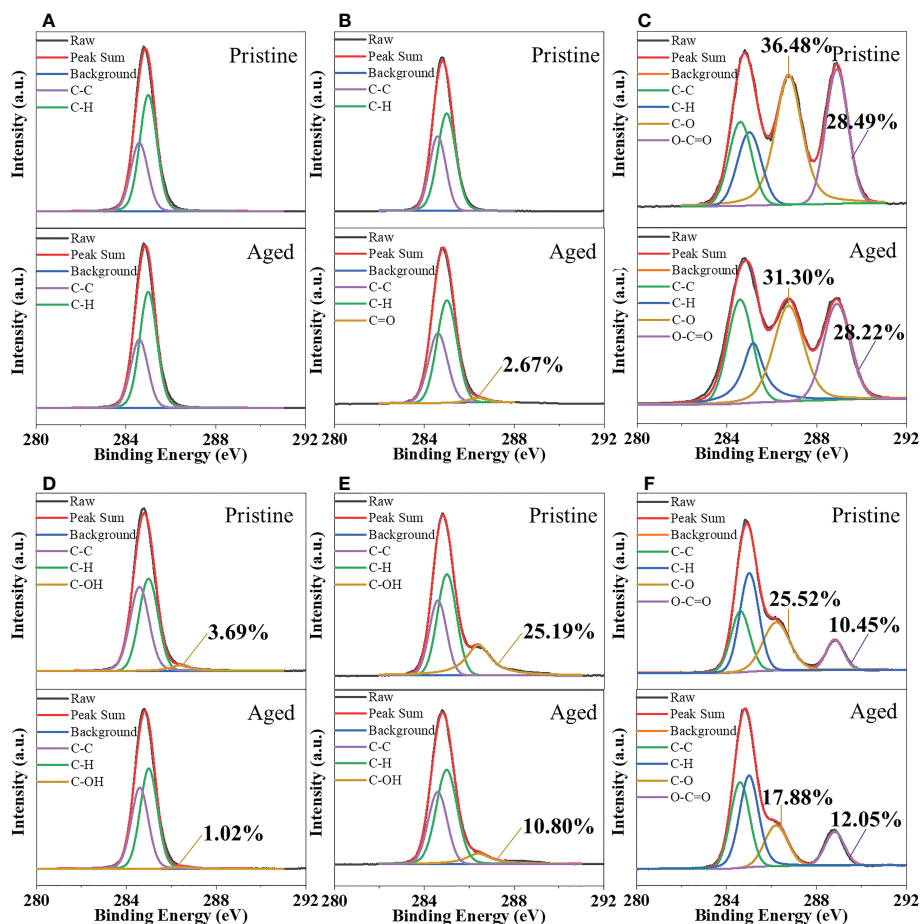 A
Intensity (a.u.)
Raw
Peak Sum
Background
C-C
C-H
Pristine
Intensity (a.u.)
Raw
Peak Sum
Background
C-C
C-H
Aged
280 284 288 292
Binding Energy (eV)
B
Intensity (a.u.)
Raw
Peak Sum
Background
C-C
C-H
Pristine
Intensity (a.u.)
Raw
Peak Sum
Background
C-C
C-H
C=O
Aged
2.67%
280 284 288 292
Binding Energy (eV)
C
Intensity (a.u.)
Raw
Peak Sum
Background
C-C
C-H
C-O
O-C=O
36.48%
Pristine
28.49%
Intensity (a.u.)
Raw
Peak Sum
Background
C-C
C-H
C-O
O-C=O
Aged
31.30%
28.22%
280 284 288 292
Binding Energy (eV)
D
Intensity (a.u.)
Raw
Peak Sum
Background
C-C
C-H
C-OH
Pristine
3.69%
Intensity (a.u.)
Raw
Peak Sum
Background
C-C
C-H
C-OH
Aged
1.02%
280 284 288 292
Binding Energy (eV)
E
Intensity (a.u.)
Raw
Peak Sum
Background
C-C
C-H
C-OH
Pristine
25.19%
Intensity (a.u.)
Raw
Peak Sum
Background
C-C
C-H
C-OH
Aged
10.80%
280 284 288 292
Binding Energy (eV)
F
Intensity (a.u.)
Raw
Peak Sum
Background
C-C
C-H
C-O
O-C=O
Pristine
25.52%
10.45%
Intensity (a.u.)
Raw
Peak Sum
Background
C-C
C-H
C-O
O-C=O
Aged
17.88%
12.05%
280 284 288 292
Binding Energy (eV)